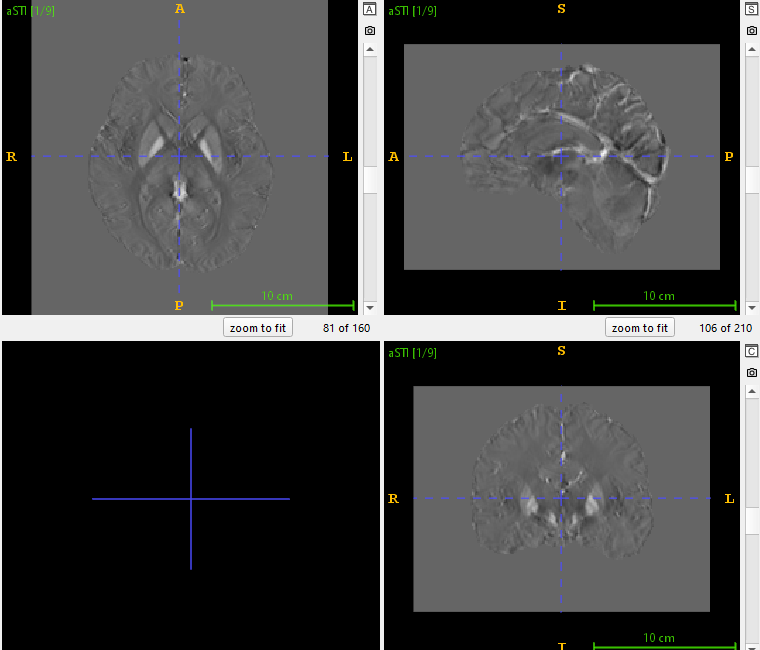 aSTI [1/9]
A
A
R
L
10 cm
P
zoom to fit
81 of 160
aSTI [1/9]
S
S
A
P
10 cm
I
zoom to fit
106 of 210
aSTI [1/9]
S
C
R
L
10 cm